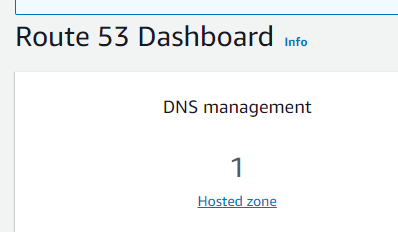 Route 53 Dashboard Info
DNS management
1
Hosted zone